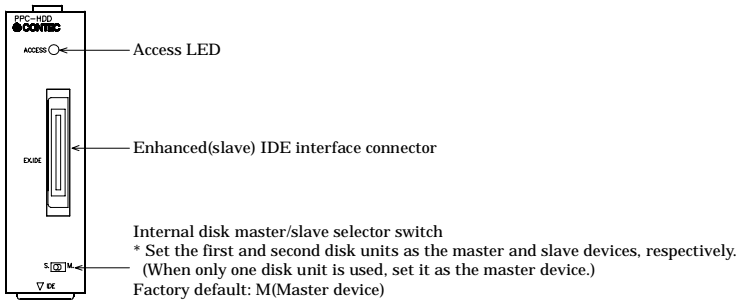 PPC-HDD
CONTEC
ACCESS
Access LED
EX.IDE
Enhanced(slave) IDE interface connector
Internal disk master/slave selector switch
* Set the first and second disk units as the master and slave devices, respectively.
S. M.
(When only one disk unit is used, set it as the master device.)
▽ IDE
Factory default: M(Master device)